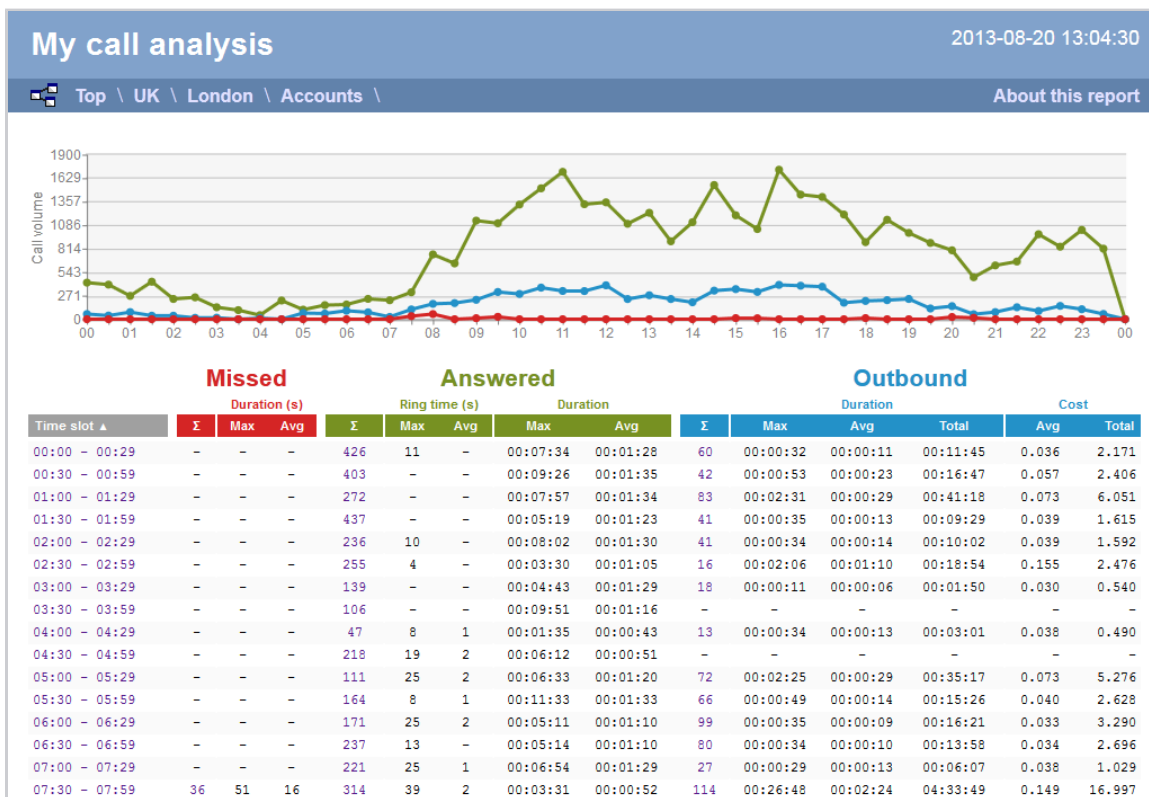 My call analysis
2013-08-20 13:04:30
Top \ UK \ London \ Accounts \
About this report
Call volume
1900
1629
1357
1086
814
543
271
0
00 01 02 03 04 05 06 07 08 09 10 11 12 13 14 15 16 17 18 19 20 21 22 23 00
Missed Answered Outbound
Duration (s) Ring time (s) Duration Duration Cost
Time slot ▲ Σ Max Avg Σ Max Avg Max Avg Σ Max Avg Total Avg Total
00:00 - 00:29 - - - 426 11 - 00:07:34 00:01:28 60 00:00:32 00:00:11 00:11:45 0.036 2.171
00:30 - 00:59 - - - 403 - - 00:09:26 00:01:35 42 00:00:53 00:00:23 00:16:47 0.057 2.406
01:00 - 01:29 - - - 272 - - 00:07:57 00:01:34 83 00:02:31 00:00:29 00:41:18 0.073 6.051
01:30 - 01:59 - - - 437 - - 00:05:19 00:01:23 41 00:00:35 00:00:13 00:09:29 0.039 1.615
02:00 - 02:29 - - - 236 10 - 00:08:02 00:01:30 41 00:00:34 00:00:14 00:10:02 0.039 1.592
02:30 - 02:59 - - - 255 4 - 00:03:30 00:01:05 16 00:02:06 00:01:10 00:18:54 0.155 2.476
03:00 - 03:29 - - - 139 - - 00:04:43 00:01:29 18 00:00:11 00:00:06 00:01:50 0.030 0.540
03:30 - 03:59 - - - 106 - - 00:09:51 00:01:16 - - - - - -
04:00 - 04:29 - - - 47 8 1 00:01:35 00:00:43 13 00:00:34 00:00:13 00:03:01 0.038 0.490
04:30 - 04:59 - - - 218 19 2 00:06:12 00:00:51 - - - - - -
05:00 - 05:29 - - - 111 25 2 00:06:33 00:01:20 72 00:02:25 00:00:29 00:35:17 0.073 5.276
05:30 - 05:59 - - - 164 8 1 00:11:33 00:01:33 66 00:00:49 00:00:14 00:15:26 0.040 2.628
06:00 - 06:29 - - - 171 25 2 00:05:11 00:01:10 99 00:00:35 00:00:09 00:16:21 0.033 3.290
06:30 - 06:59 - - - 237 13 - 00:05:14 00:01:10 80 00:00:34 00:00:10 00:13:58 0.034 2.696
07:00 - 07:29 - - - 221 25 1 00:06:54 00:01:29 27 00:00:29 00:00:13 00:06:07 0.038 1.029
07:30 - 07:59 36 51 16 314 39 2 00:03:31 00:00:52 114 00:26:48 00:02:24 04:33:49 0.149 16.997